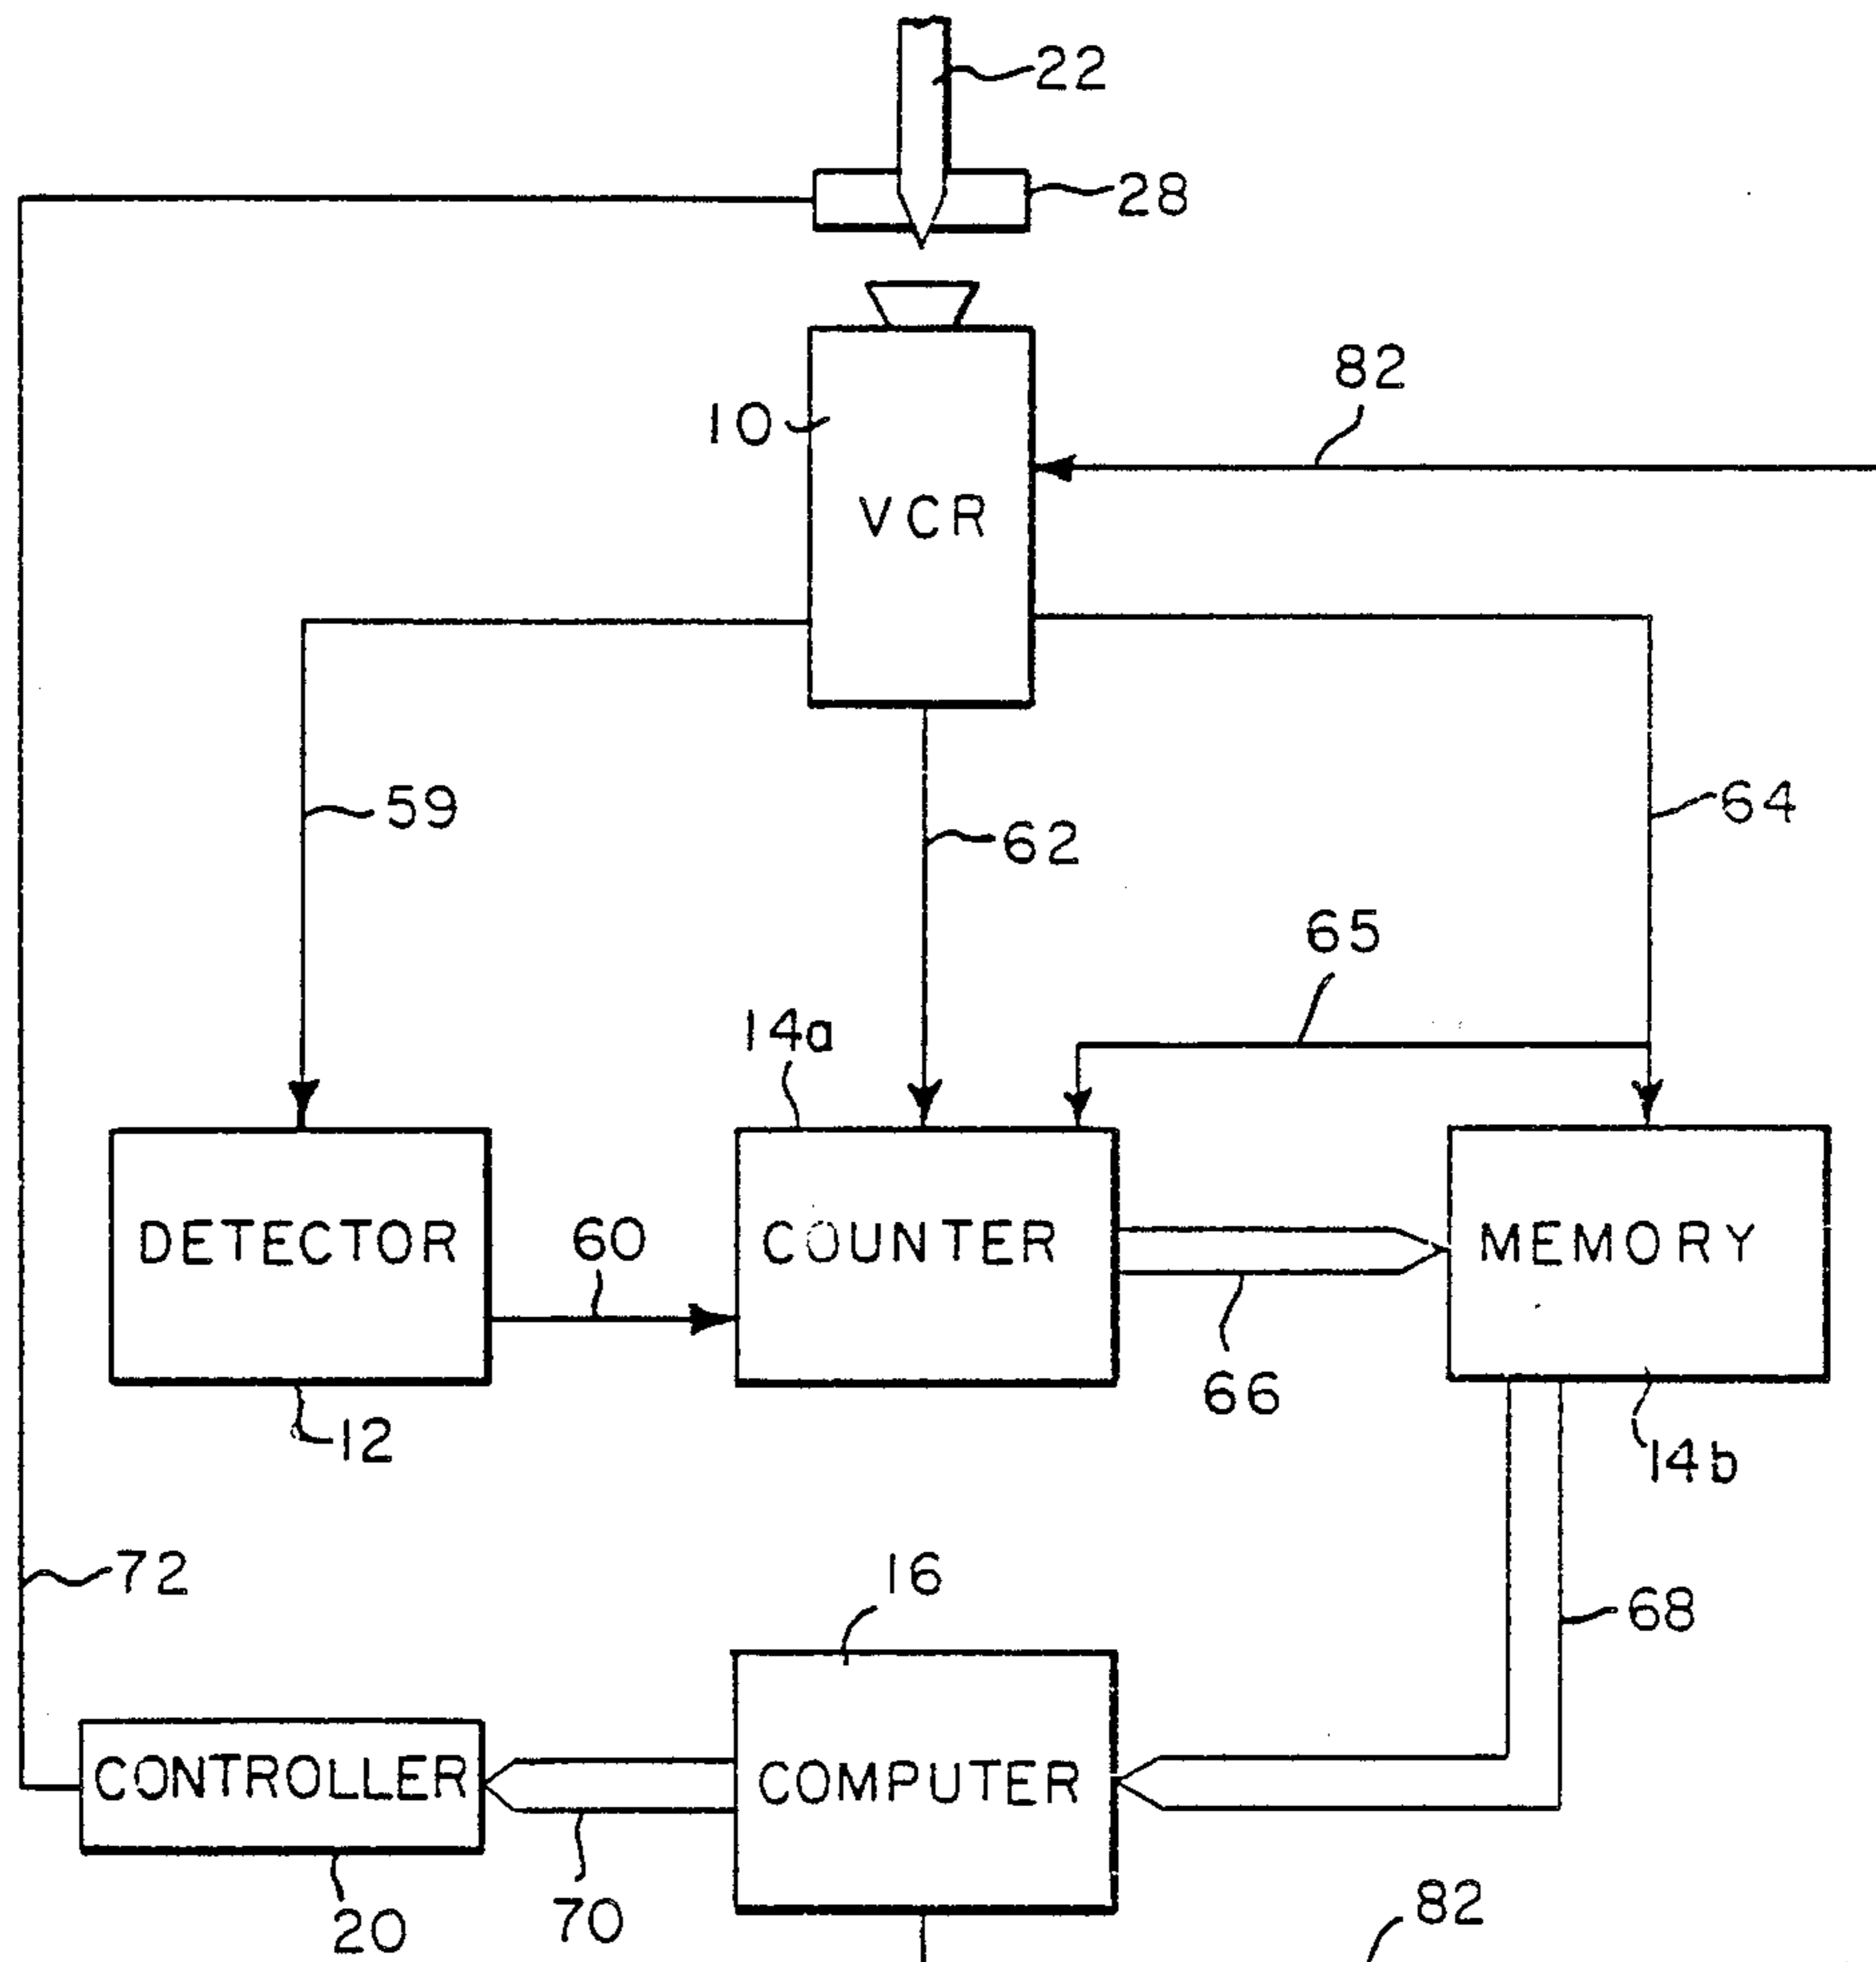 22
28
82
10
VCR
59
62
64
65
14a
DETECTOR
60
COUNTER
MEMORY
66
12
14b
72
16
68
CONTROLLER
COMPUTER
70
20
82